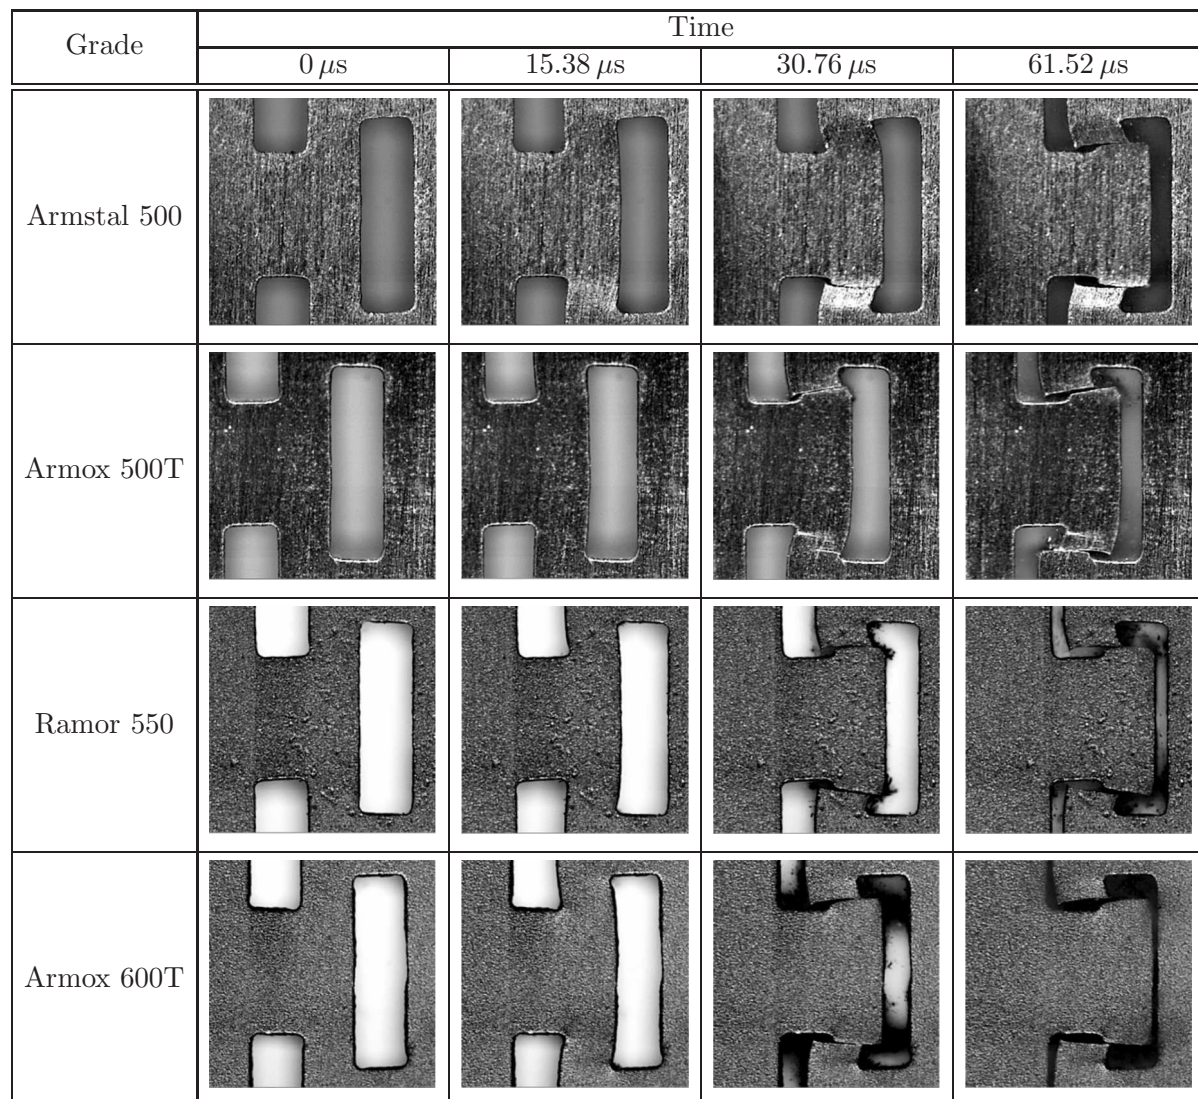 Grade
Time
0 μs
15.38 μs
30.76 μs
61.52 μs
Armstal 500
Armox 500T
Ramor 550
Armox 600T